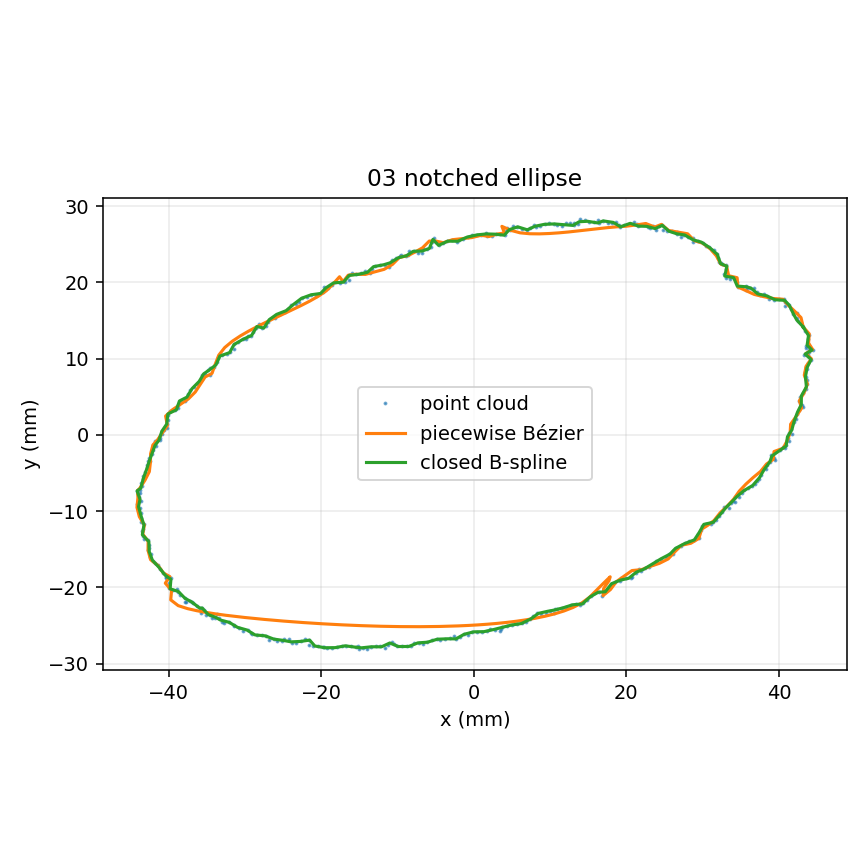 03 notched ellipse
30
20
10
0
−10
−20
−30
y (mm)
point cloud
piecewise Bézier
closed B-spline
−40
−20
0
20
40
x (mm)